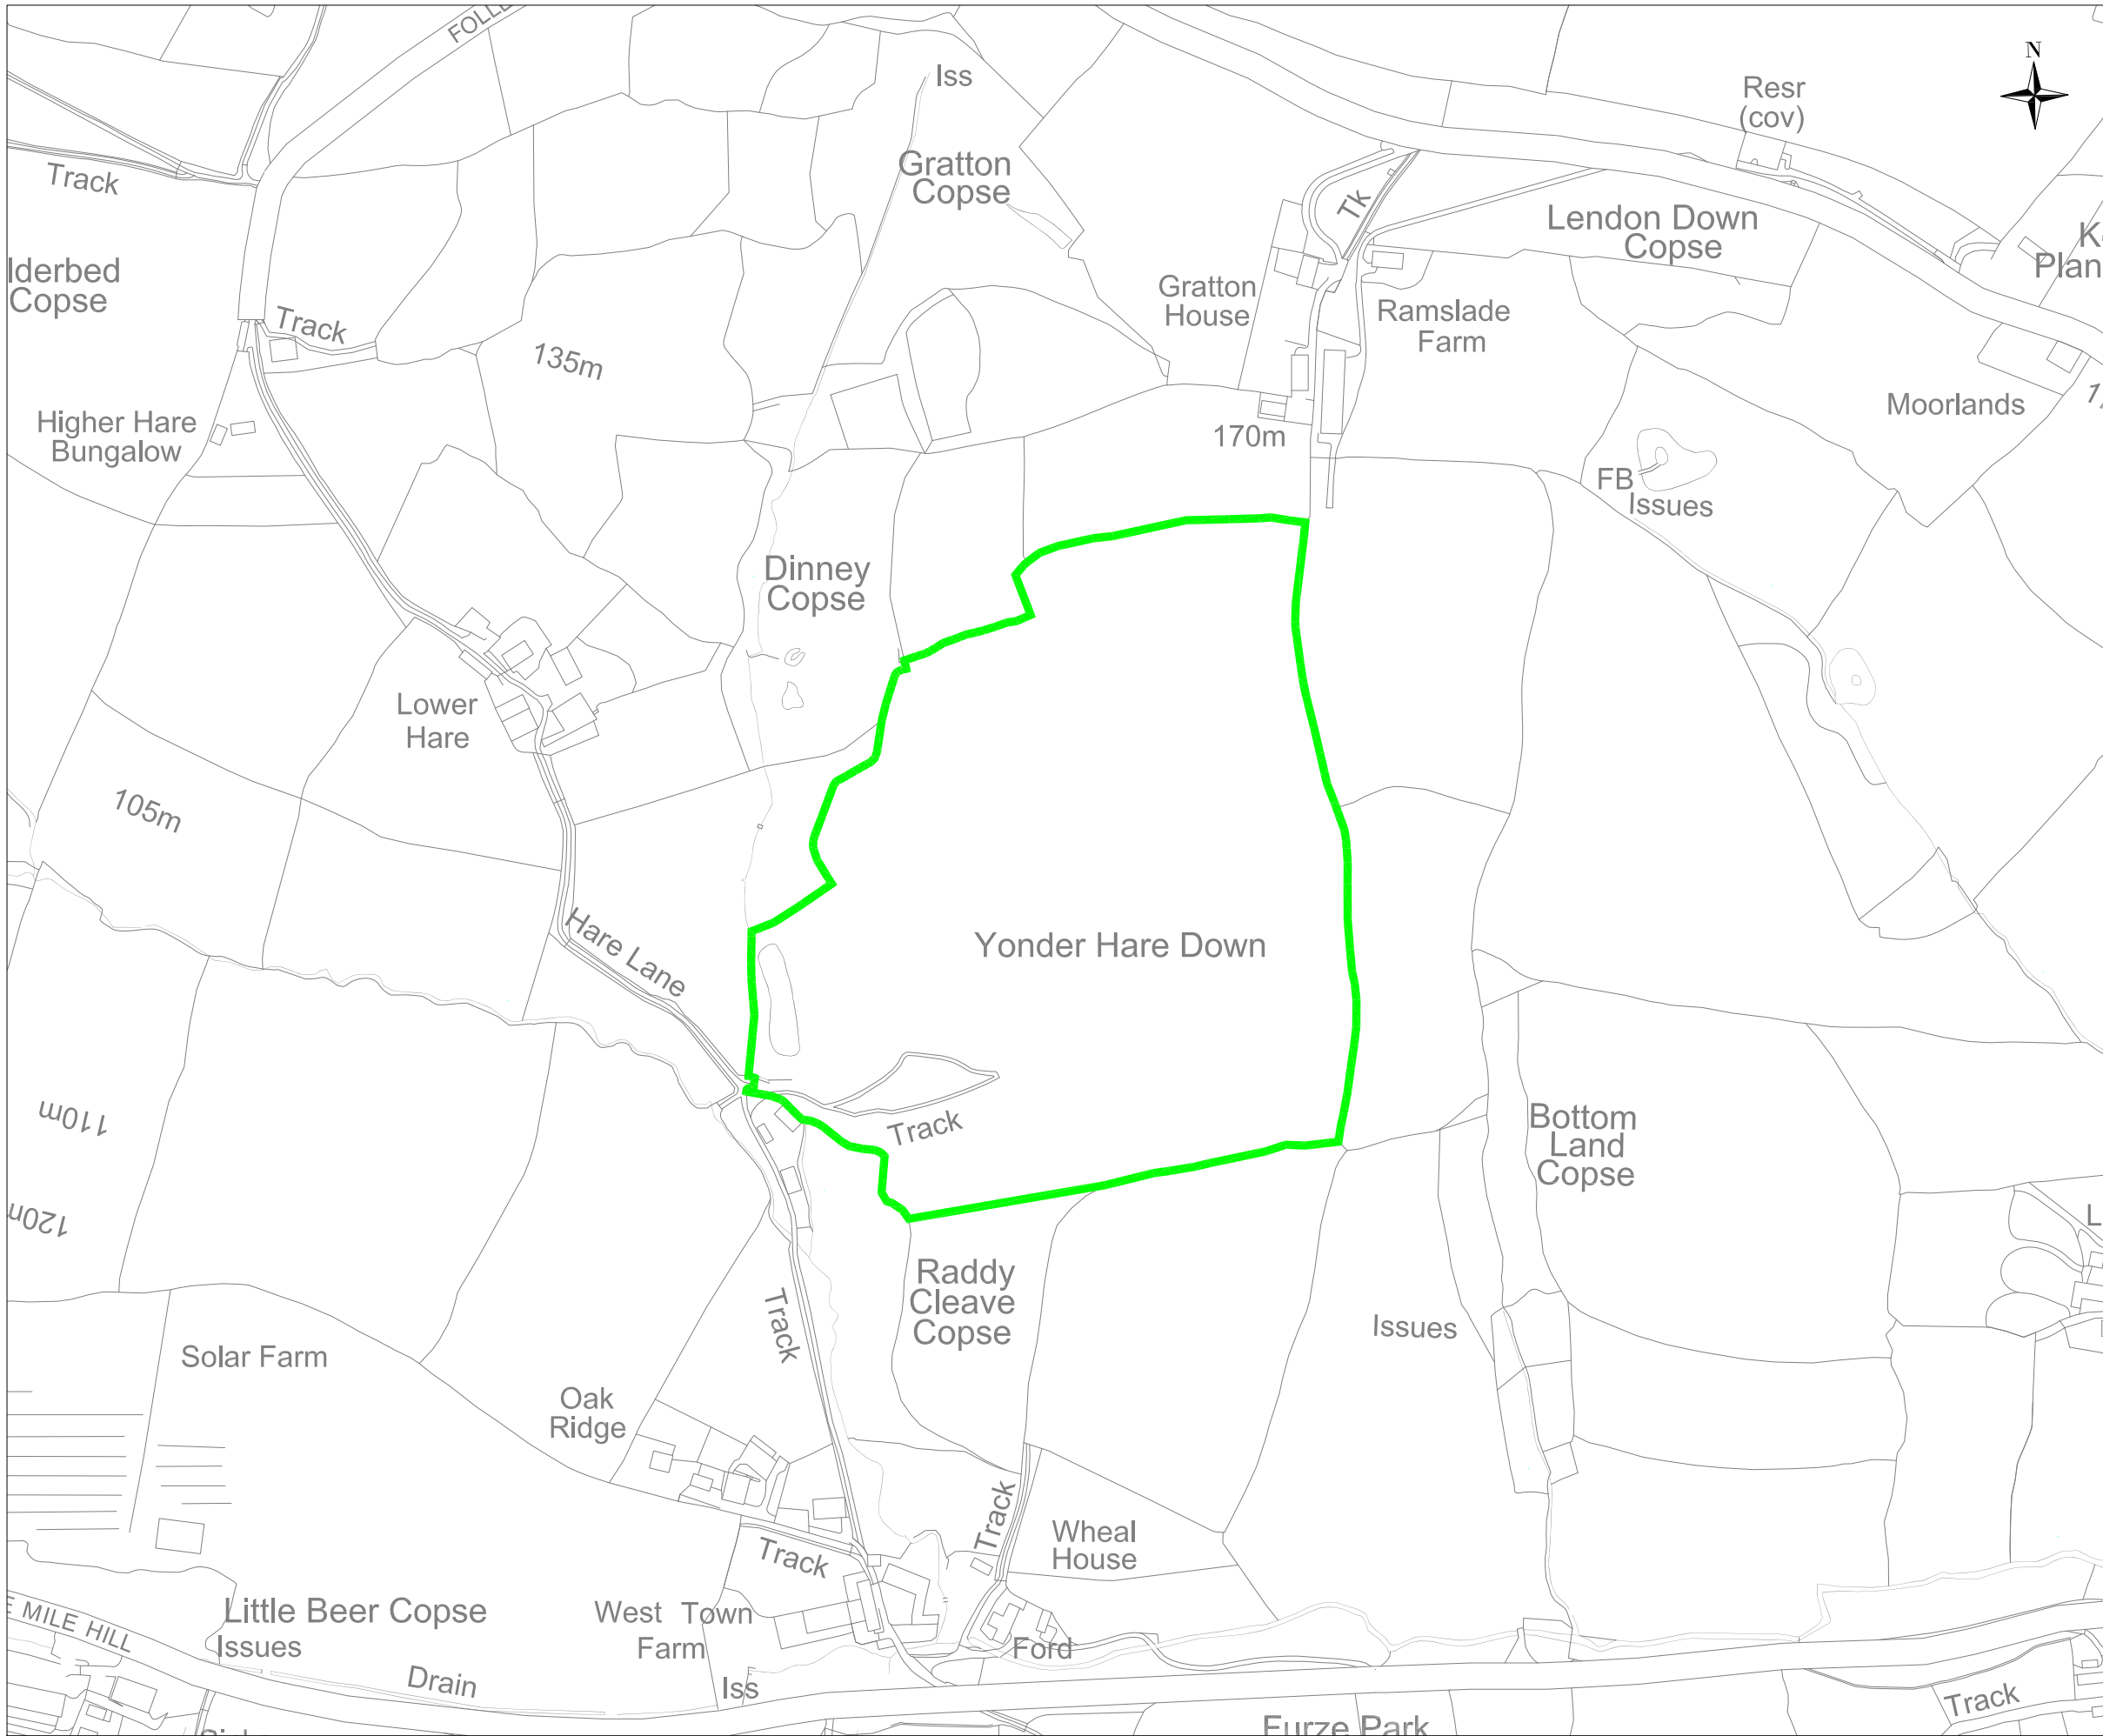 N
Iss
Resr
(cov)
Track
Gratton
Copse
Tk
Lendon Down
Copse
Copse
Track
Gratton
House
Ramslade
Farm
135m
Higher Hare
Bungalow
170m
Moorlands
FB
Issues
Dinney
Copse
Lower
Hare
105m
Hare Lane
Yonder Hare Down
110m
Track
Bottom
Land
Copse
Raddy
Cleave
Copse
Track
Issues
Solar Farm
Oak
Ridge
Track
Wheal
House
Track
MILE HILL
Little Beer Copse
Issues
West Town
Farm
Ford
Drain
Iss
Track
Furze Park